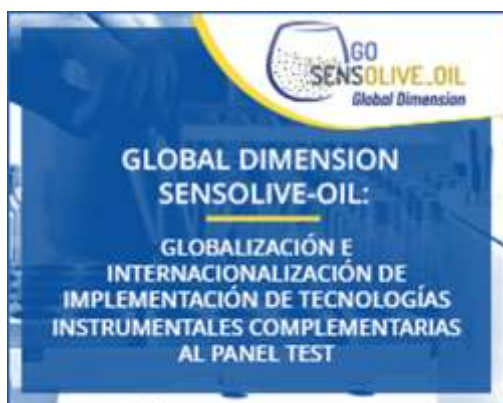 GO
SENSOLIVE_OIL
Global Dimension
GLOBAL DIMENSION
SENSOLIVE-OIL:
GLOBALIZACIÓN E
INTERNACIONALIZACIÓN DE
IMPLEMENTACIÓN DE TECNOLOGÍAS
INSTRUMENTALES COMPLEMENTARIAS
AL PANEL TEST